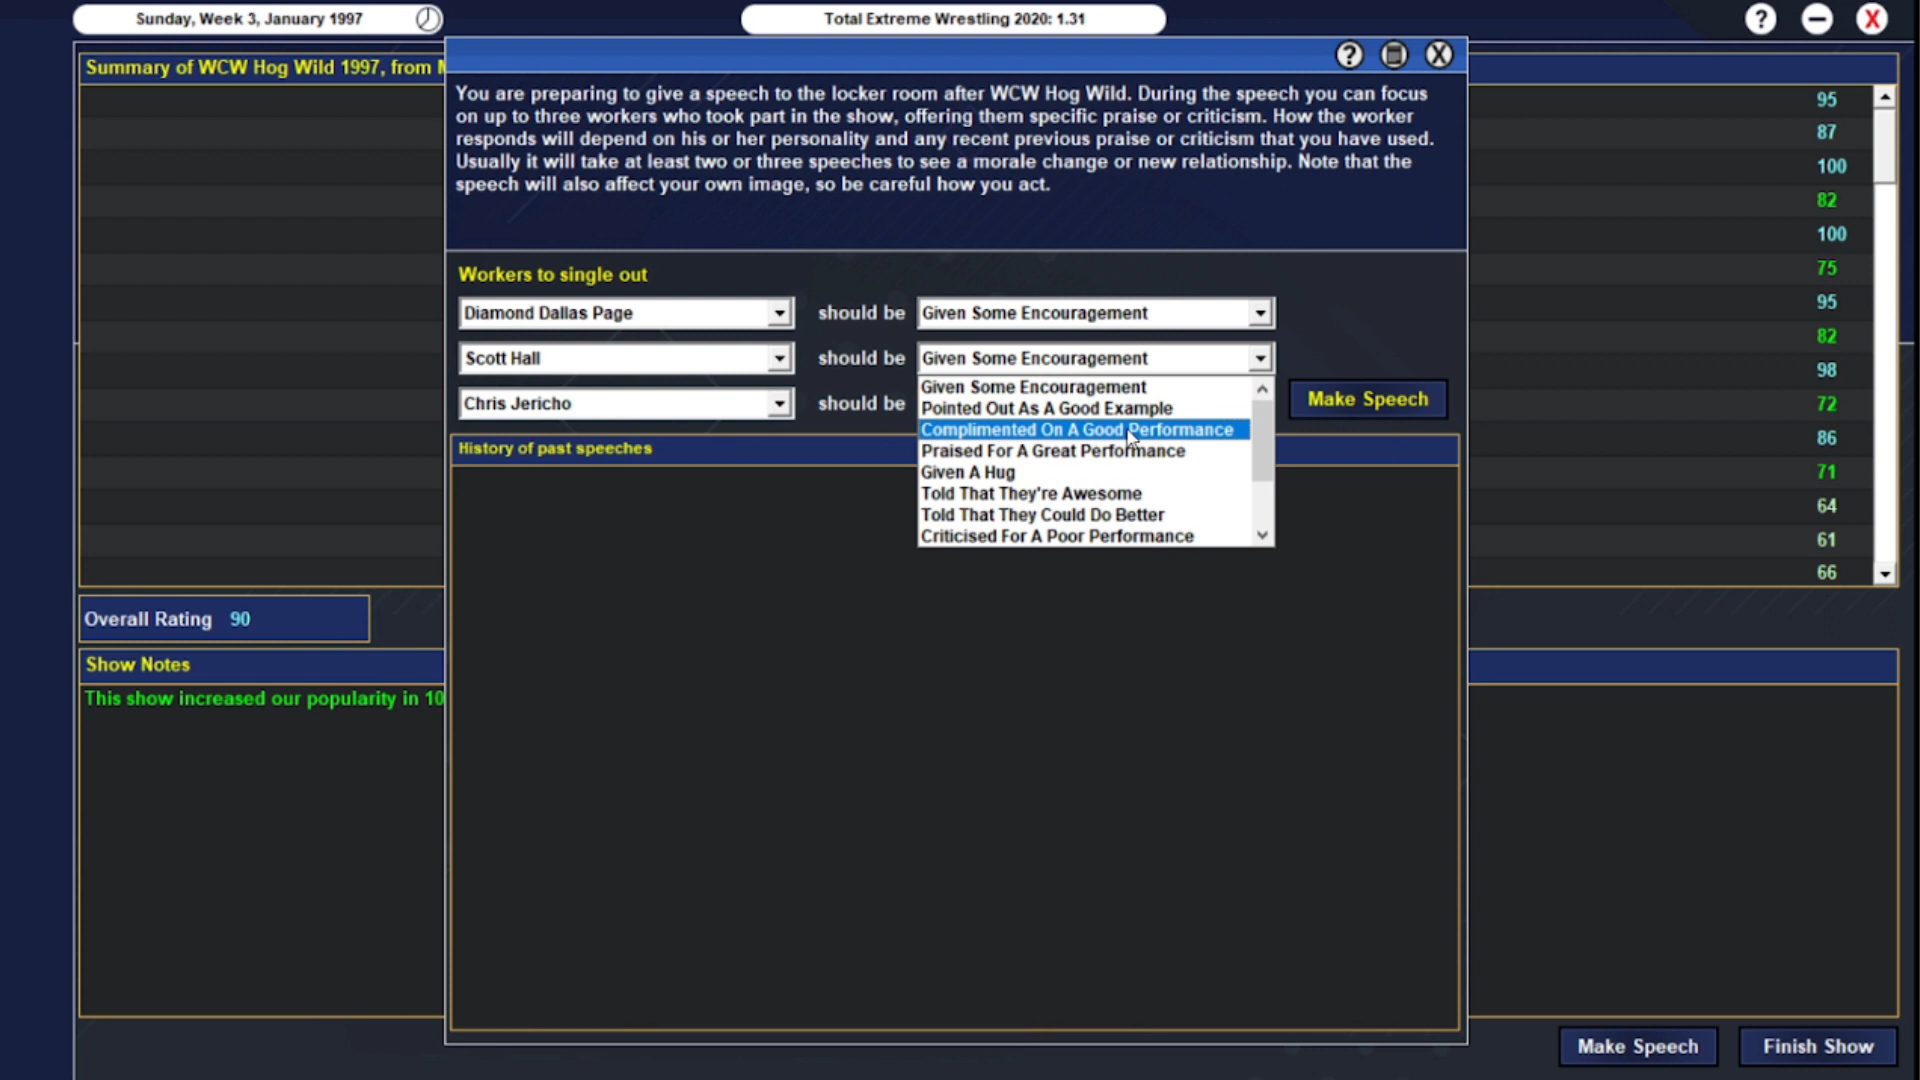 Sunday, Week 3, January 1997
Total Extreme Wrestling 2020: 1.31
?
X
Summary of WCW Hog Wild 1997, from
? X
You are preparing to give a speech to the locker room after WCW Hog Wild. During the speech you can focus
on up to three workers who took part in the show, offering them specific praise or criticism. How the worker
responds will depend on his or her personality and any recent previous praise or criticism that you have used.
Usually it will take at least two or three speeches to see a morale change or new relationship. Note that the
speech will also affect your own image, so be careful how you act.
Workers to single out
Diamond Dallas Page should be Given Some Encouragement
Scott Hall should be Given Some Encouragement
Chris Jericho should be
Given Some Encouragement
Pointed Out As A Good Example
Complimented On A Good Performance
Praised For A Great Performance
Given A Hug
Told That They're Awesome
Told That They Could Do Better
Criticised For A Poor Performance
Make Speech
History of past speeches
95
87
100
82
100
75
95
82
98
72
86
71
64
61
66
Overall Rating 90
Show Notes
This show increased our popularity in 10
Make Speech
Finish Show